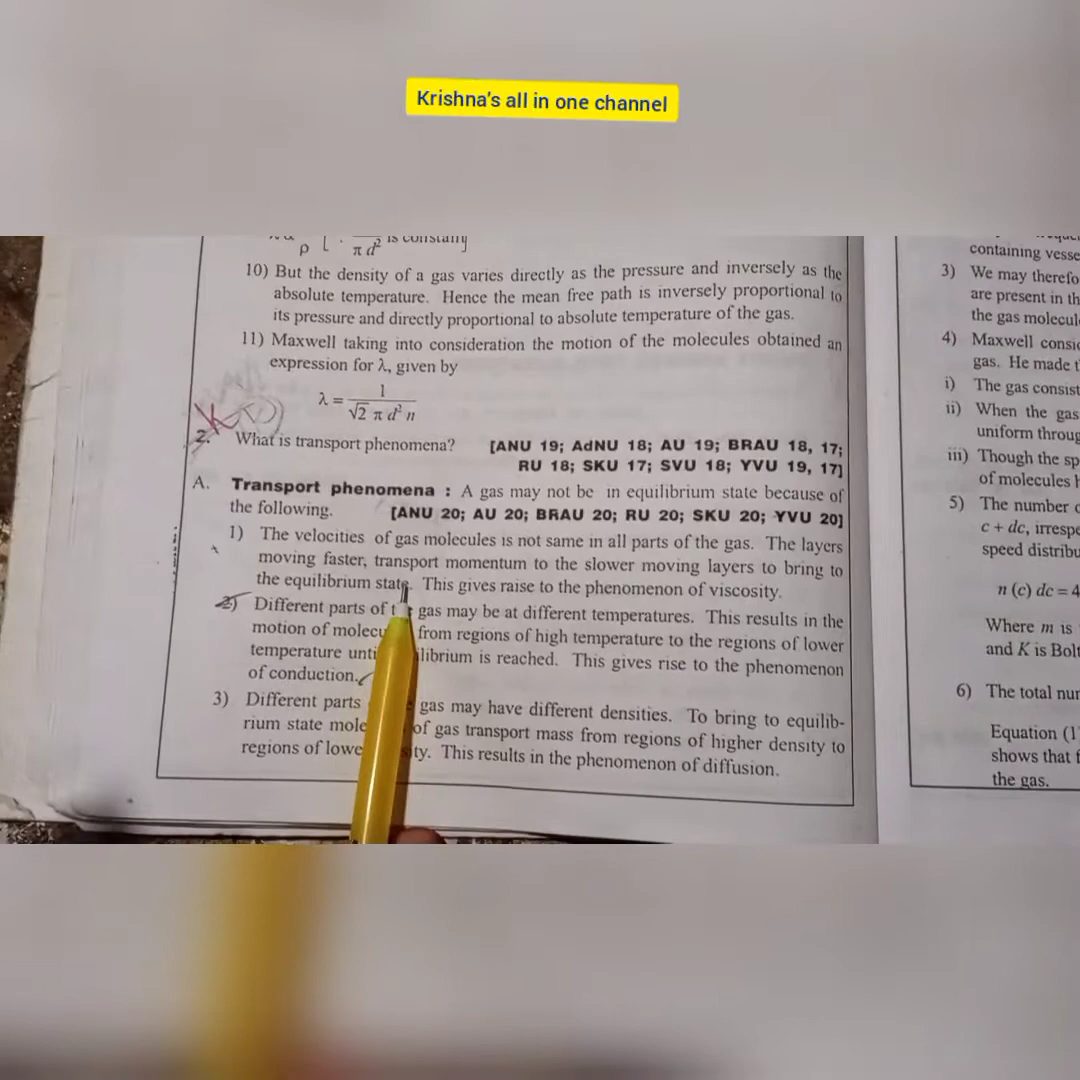 Krishna's all in one channel
ρ π d² is constant]
10) But the density of a gas varies directly as the pressure and inversely as the
absolute temperature. Hence the mean free path is inversely proportional to
its pressure and directly proportional to absolute temperature of the gas.
11) Maxwell taking into consideration the motion of the molecules obtained an
expression for λ, given by
λ = 1 / √2 π d² n
2. What is transport phenomena? [ANU 19; AdNU 18; AU 19; BRAU 18, 17;
RU 18; SKU 17; SVU 18; YVU 19, 17]
A. Transport phenomena : A gas may not be in equilibrium state because of
the following. [ANU 20; AU 20; BRAU 20; RU 20; SKU 20; YVU 20]
1) The velocities of gas molecules is not same in all parts of the gas. The layers
moving faster, transport momentum to the slower moving layers to bring to
the equilibrium state. This gives raise to the phenomenon of viscosity.
2) Different parts of gas may be at different temperatures. This results in the
motion of from regions of high temperature to the regions of lower
temperature is reached. This gives rise to the phenomenon
of conduction.
3) Different parts gas may have different densities. To bring to equilib-
rium state of gas transport mass from regions of higher density to
regions of This results in the phenomenon of diffusion.
containing
3) We may
are present in
the gas
4) Maxwell
gas. He made
i) The gas
ii) When the gas
uniform
iii) Though the
of molecules
5) The number
c + dc,
speed
n (c) dc = 4
Where m is
and K is
6) The total
Equation
shows that
the gas.